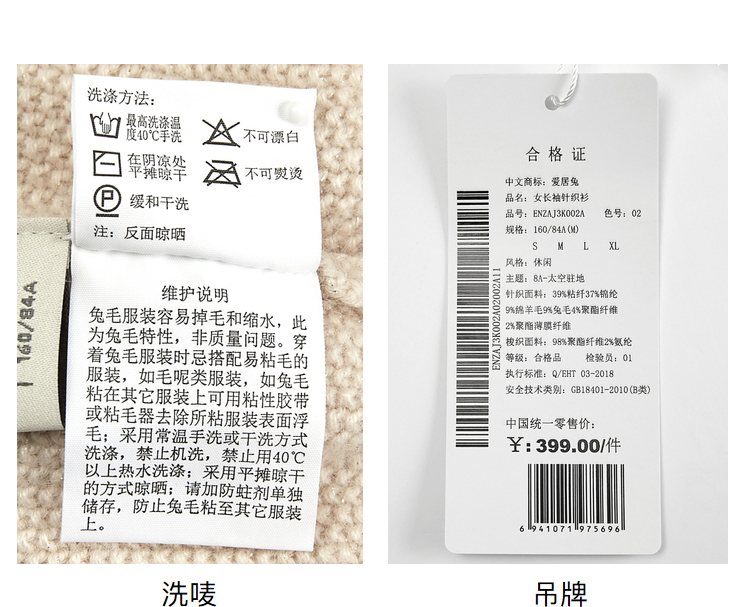 洗涤方法:
最高洗涤温
度40℃手洗
不可漂白
在阴凉处
平摊晾干
不可熨烫
P
缓和干洗
注: 反面晾晒
160/84A
维护说明
兔毛服装容易掉毛和缩水，此
为兔毛特性，非质量问题。穿
着兔毛服装时忌搭配易粘毛的
服装，如毛呢类服装，如兔毛
粘在其它服装上可用粘性胶带
或粘毛器去除所粘服装表面浮
毛；采用常温手洗或干洗方式
洗涤，禁止机洗，禁止用40℃
以上热水洗涤；采用平摊晾干
的方式晾晒；请加防蛀剂单独
储存，防止兔毛粘至其它服装
上。
洗唛
合格证
中文商标: 爱居兔
品名: 女长袖针织衫
品号: ENZAJ3K002A 色号: 02
规格: 160/84A(M)
S M L XL
风格: 休闲
主题: 8A-太空驻地
针织面料: 39%粘纤37%锦纶
9%绵羊毛9%兔毛4%聚酯纤维
2%聚酯薄膜纤维
梭织面料: 98%聚酯纤维2%氨纶
等级: 合格品 检验员: 01
执行标准: Q/EHT 03-2018
安全技术类别: GB18401-2010(B类)
ENZAJ3K002A02002A11
中国统一零售价:
¥:399.00/件
6 941071 975696
吊牌